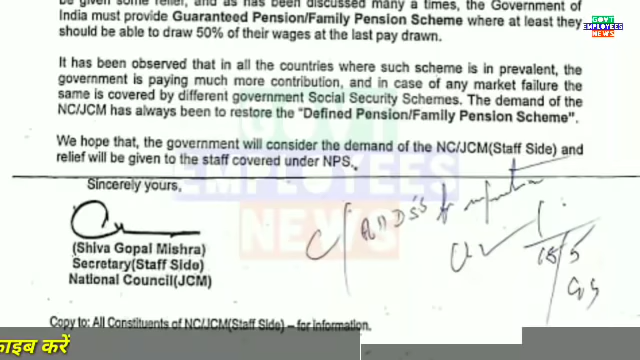 be given some relief, and as has been discussed many a times, the Government of
India must provide Guaranteed Pension/Family Pension Scheme where at least they
should be able to draw 50% of their wages at the last pay drawn.
It has been observed that in all the countries where such scheme is in prevalent, the
government is paying much more contribution, and in case of any market failure the
same is covered by different government Social Security Schemes. The demand of the
NC/JCM has always been to restore the "Defined Pension/Family Pension Scheme".
We hope that, the government will consider the demand of the NC/JCM(Staff Side) and
relief will be given to the staff covered under NPS.
Sincerely yours,
(Shiva Gopal Mishra)
Secretary(Staff Side)
National Council(JCM)
Copy to: All Constituents of NC/JCM(Staff Side) – for information.
GOVT
EMPLOYEES
NEWS
GOVT
EMPLOYEES
NEWS
करें